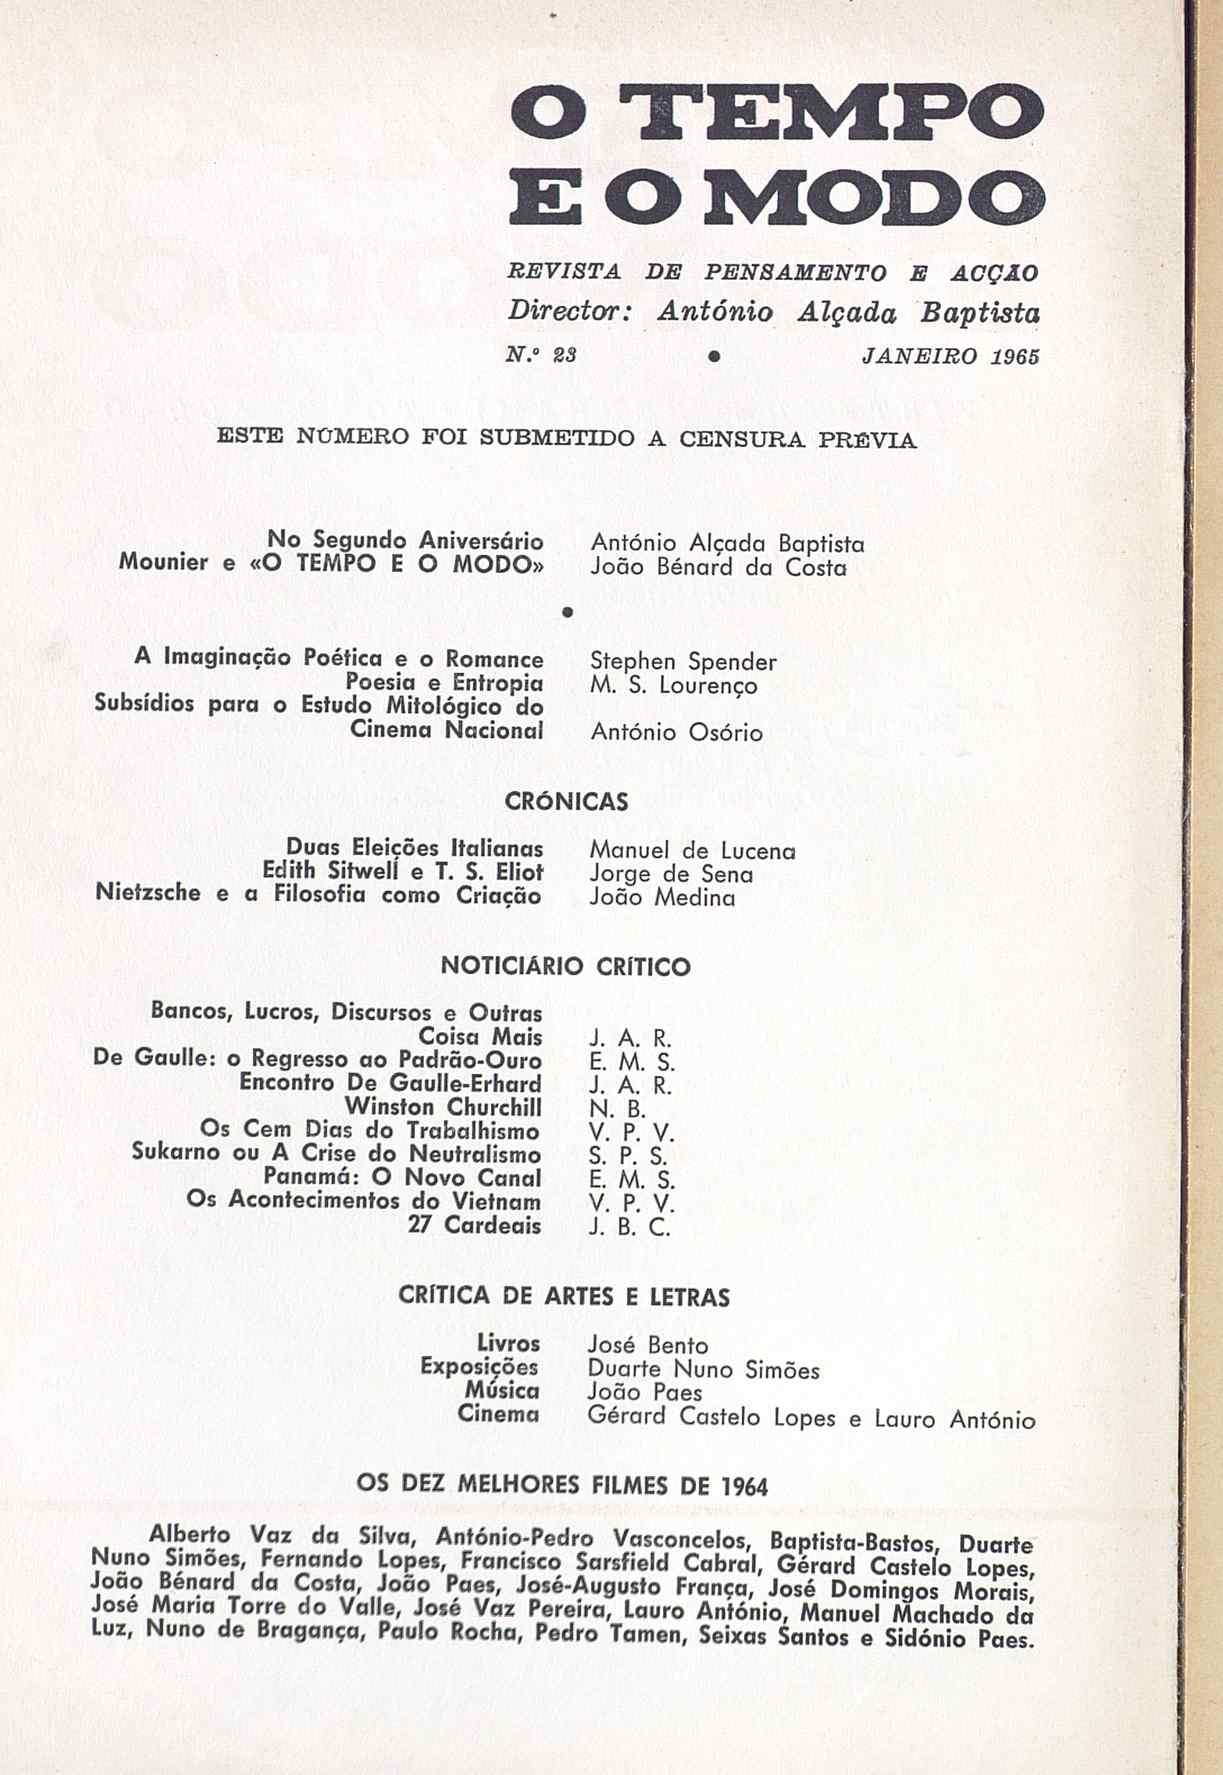 O TEMPO
E O MODO
REVISTA DE PENSAMENTO E ACÇÃO
Director: António Alçada Baptista
N.º 23 • JANEIRO 1965
ESTE NÚMERO FOI SUBMETIDO A CENSURA PRÉVIA
No Segundo Aniversário António Alçada Baptista
Mounier e «O TEMPO E O MODO» João Bénard da Costa
•
A Imaginação Poética e o Romance Stephen Spender
Poesia e Entropia M. S. Lourenço
Subsídios para o Estudo Mitológico do
Cinema Nacional António Osório
CRÓNICAS
Duas Eleições Italianas Manuel de Lucena
Edith Sitwell e T. S. Eliot Jorge de Sena
Nietzsche e a Filosofia como Criação João Medina
NOTICIÁRIO CRÍTICO
Bancos, Lucros, Discursos e Outras
Coisa Mais J. A. R.
De Gaulle: o Regresso ao Padrão-Ouro E. M. S.
Encontro De Gaulle-Erhard J. A. R.
Winston Churchill N. B.
Os Cem Dias do Trabalhismo V. P. V.
Sukarno ou A Crise do Neutralismo S. P. S.
Panamá: O Novo Canal E. M. S.
Os Acontecimentos do Vietnam V. P. V.
27 Cardeais J. B. C.
CRÍTICA DE ARTES E LETRAS
Livros José Bento
Exposições Duarte Nuno Simões
Música João Paes
Cinema Gérard Castelo Lopes e Lauro António
OS DEZ MELHORES FILMES DE 1964
Alberto Vaz da Silva, António-Pedro Vasconcelos, Baptista-Bastos, Duarte
Nuno Simões, Fernando Lopes, Francisco Sarsfield Cabral, Gérard Castelo Lopes,
João Bénard da Costa, João Paes, José-Augusto França, José Domingos Morais,
José Maria Torre do Valle, José Vaz Pereira, Lauro António, Manuel Machado da
Luz, Nuno de Bragança, Paulo Rocha, Pedro Tamen, Seixas Santos e Sidónio Paes.